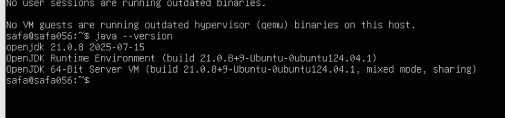 No user sessions are running outdated binaries.
No VM guests are running outdated hypervisor (qemu) binaries on this host.
safa@safa056:~$ java --version
openjdk 21.0.8 2025-07-15
OpenJDK Runtime Environment (build 21.0.8+9-Ubuntu-0ubuntu124.04.1)
OpenJDK 64-Bit Server VM (build 21.0.8+9-Ubuntu-0ubuntu124.04.1, mixed mode, sharing)
safa@safa056:~$